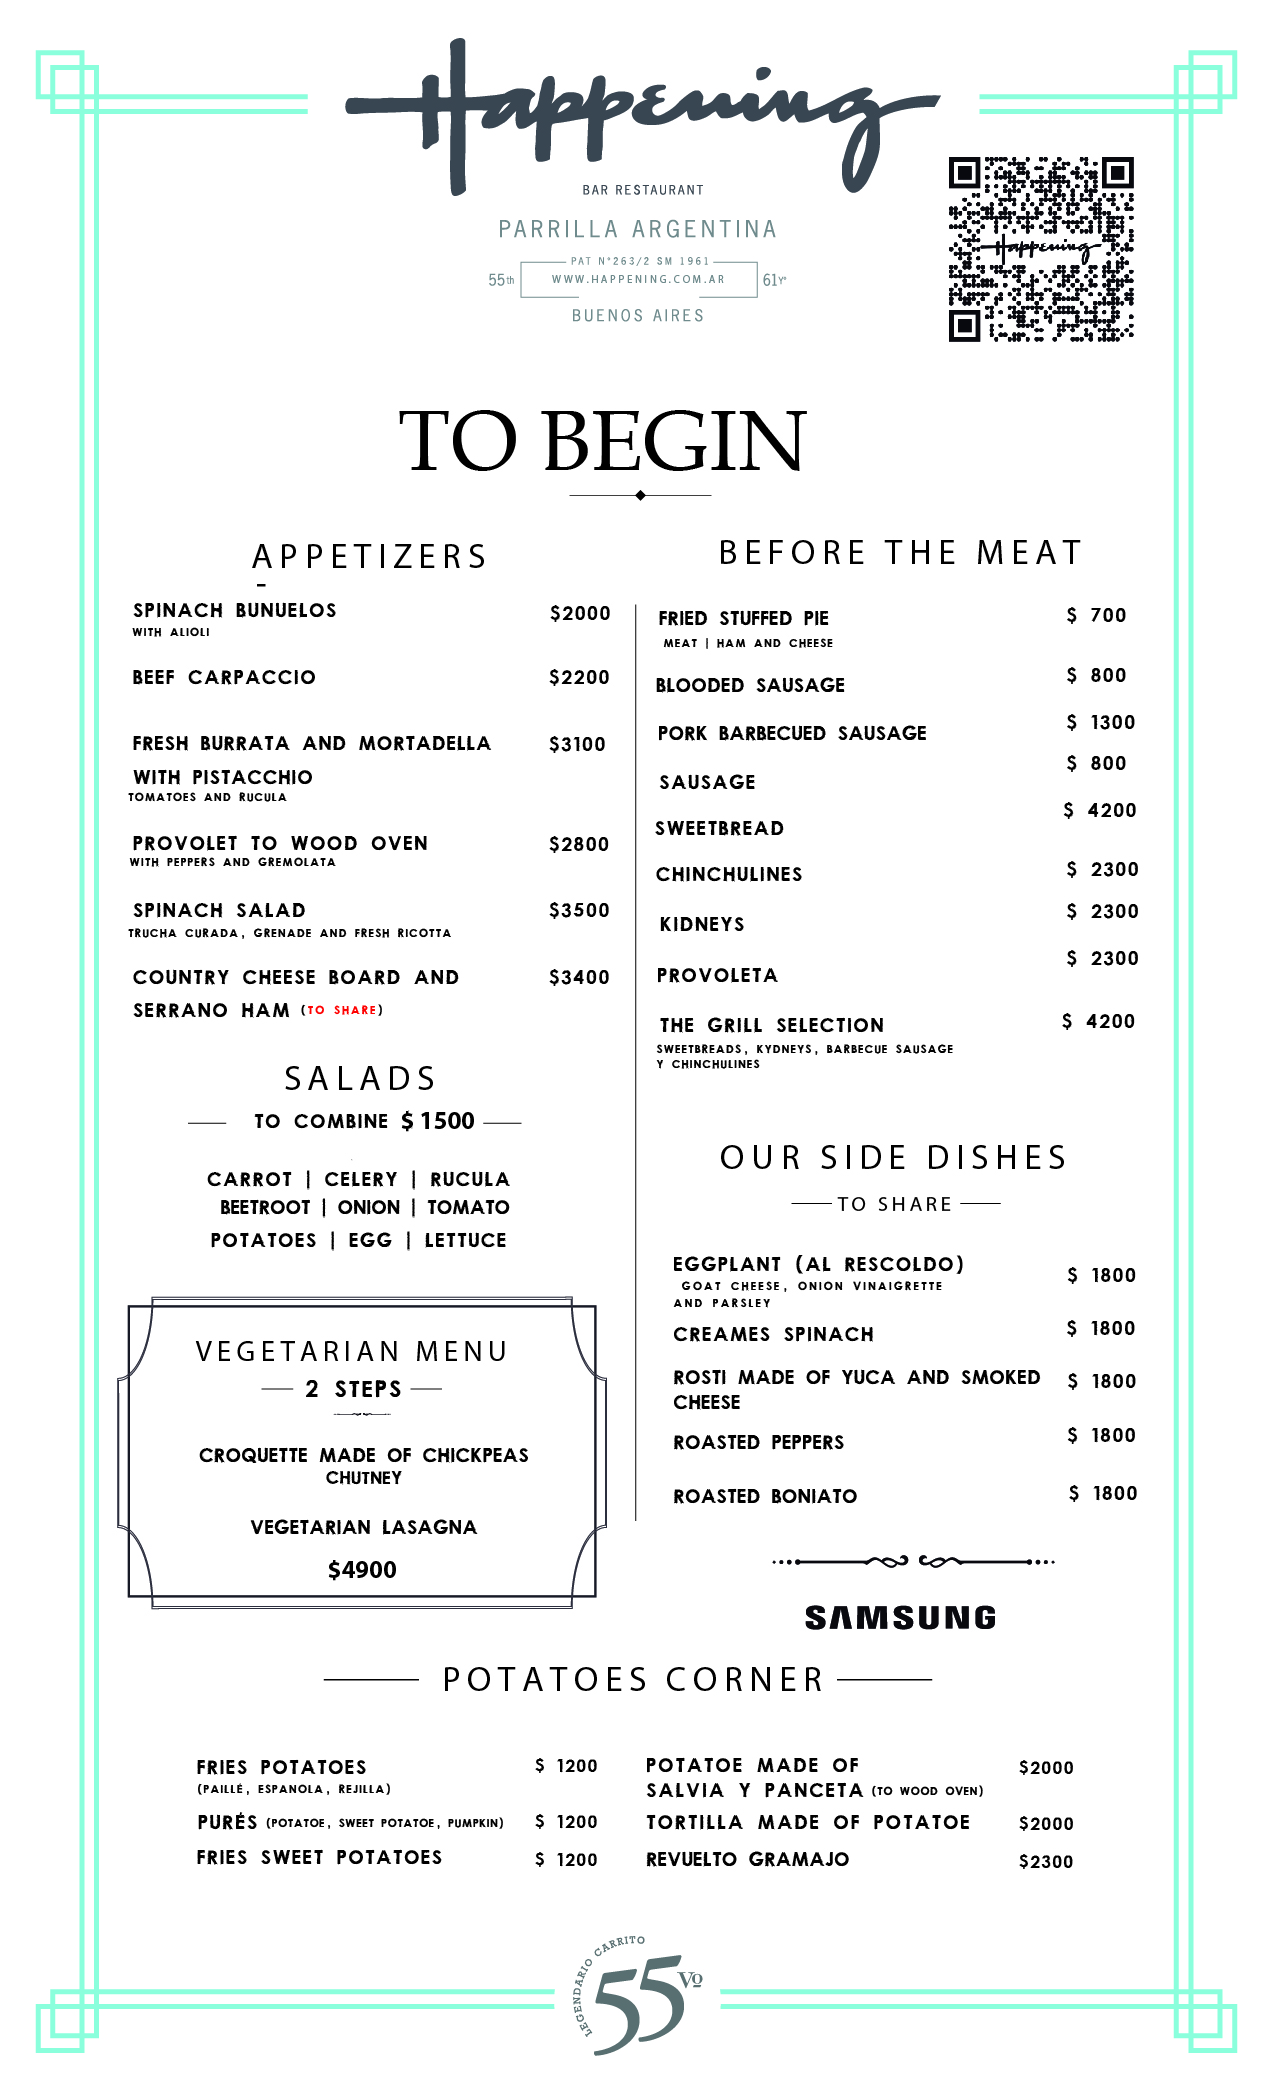 Happening
BAR RESTAURANT
PARRILLA ARGENTINA
PAT N°263/2 SM 1961
55th WWW.HAPPENING.COM.AR 61Yº
BUENOS AIRES
Happening
TO BEGIN
APPETIZERS
-
SPINACH BUNUELOS $2000
WITH ALIOLI
BEEF CARPACCIO $2200
FRESH BURRATA AND MORTADELLA $3100
WITH PISTACCHIO
TOMATOES AND RUCULA
PROVOLET TO WOOD OVEN $2800
WITH PEPPERS AND GREMOLATA
SPINACH SALAD $3500
TRUCHA CURADA, GRENADE AND FRESH RICOTTA
COUNTRY CHEESE BOARD AND $3400
SERRANO HAM (TO SHARE)
SALADS
TO COMBINE $ 1500
CARROT | CELERY | RUCULA
BEETROOT | ONION | TOMATO
POTATOES | EGG | LETTUCE
VEGETARIAN MENU
2 STEPS
CROQUETTE MADE OF CHICKPEAS
CHUTNEY
VEGETARIAN LASAGNA
$4900
BEFORE THE MEAT
FRIED STUFFED PIE $ 700
MEAT | HAM AND CHEESE
BLOODED SAUSAGE $ 800
PORK BARBECUED SAUSAGE $ 1300
SAUSAGE $ 800
SWEETBREAD $ 4200
CHINCHULINES $ 2300
KIDNEYS $ 2300
PROVOLETA $ 2300
THE GRILL SELECTION $ 4200
SWEETBREADS, KYDNEYS, BARBECUE SAUSAGE
Y CHINCHULINES
OUR SIDE DISHES
TO SHARE
EGGPLANT (AL RESCOLDO) $ 1800
GOAT CHEESE, ONION VINAIGRETTE
AND PARSLEY
CREAMES SPINACH $ 1800
ROSTI MADE OF YUCA AND SMOKED $ 1800
CHEESE
ROASTED PEPPERS $ 1800
ROASTED BONIATO $ 1800
SAMSUNG
POTATOES CORNER
FRIES POTATOES $ 1200
(PAILLÉ, ESPANOLA, REJILLA)
PURÉS (POTATOE, SWEET POTATOE, PUMPKIN) $ 1200
FRIES SWEET POTATOES $ 1200
POTATOE MADE OF $2000
SALVIA Y PANCETA (TO WOOD OVEN)
TORTILLA MADE OF POTATOE $2000
REVUELTO GRAMAJO $2300
LEGENDARIO CARRITO
55 Vº